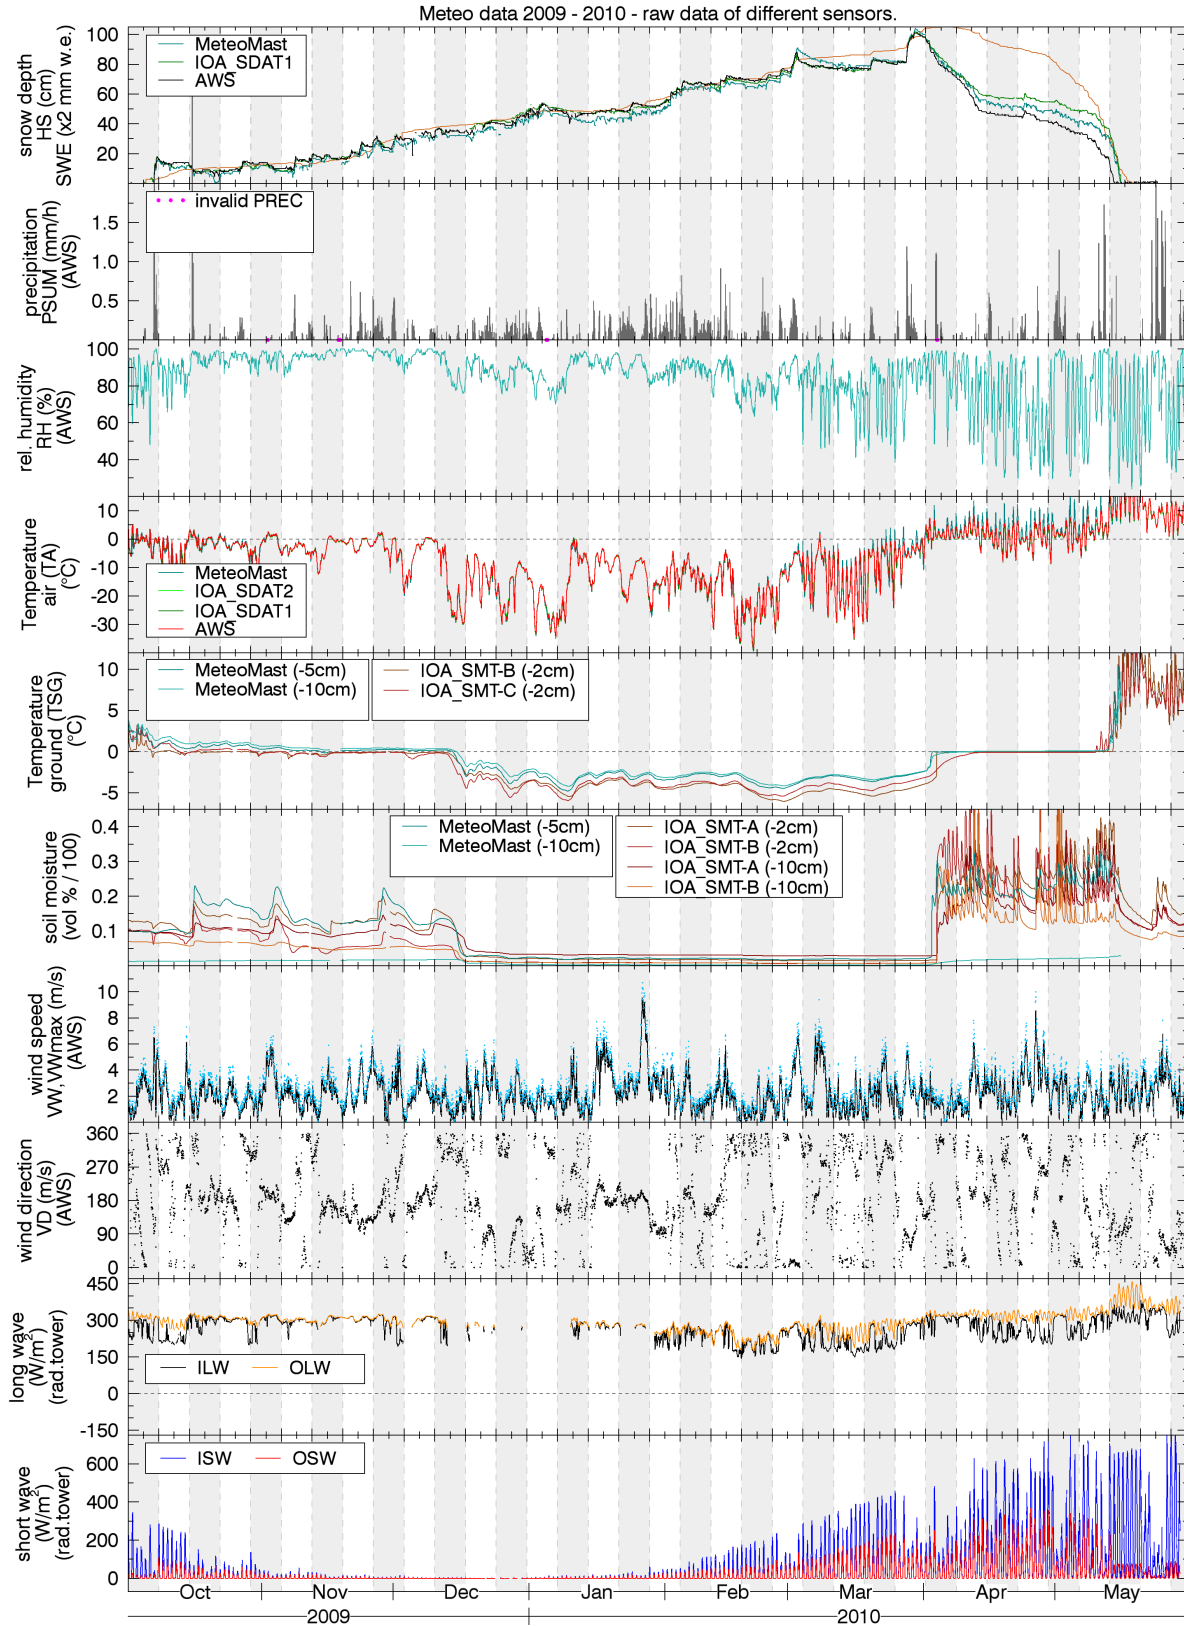 Meteo data 2009 - 2010 - raw data of different sensors.
snow depth
HS (cm)
SWE (x2 mm w.e.)
100
80
60
40
20
MeteoMast
IOA_SDAT1
AWS
precipitation
PSUM (mm/h)
(AWS)
1.5
1.0
0.5
invalid PREC
rel. humidity
RH (%)
(AWS)
100
80
60
40
Temperature
air (TA)
(°C)
10
0
-10
-20
-30
MeteoMast
IOA_SDAT2
IOA_SDAT1
AWS
Temperature
ground (TSG)
(°C)
10
5
0
-5
MeteoMast (-5cm)
MeteoMast (-10cm)
IOA_SMT-B (-2cm)
IOA_SMT-C (-2cm)
soil moisture
(vol % / 100)
0.4
0.3
0.2
0.1
MeteoMast (-5cm)
MeteoMast (-10cm)
IOA_SMT-A (-2cm)
IOA_SMT-B (-2cm)
IOA_SMT-A (-10cm)
IOA_SMT-B (-10cm)
wind speed
VW,VWmax (m/s)
(AWS)
10
8
6
4
2
wind direction
VD (m/s)
(AWS)
360
270
180
90
0
long wave
(W/m²)
(rad.tower)
450
300
150
0
-150
ILW OLW
short wave
(W/m²)
(rad.tower)
600
400
200
0
ISW OSW
Oct Nov Dec Jan Feb Mar Apr May
2009 2010